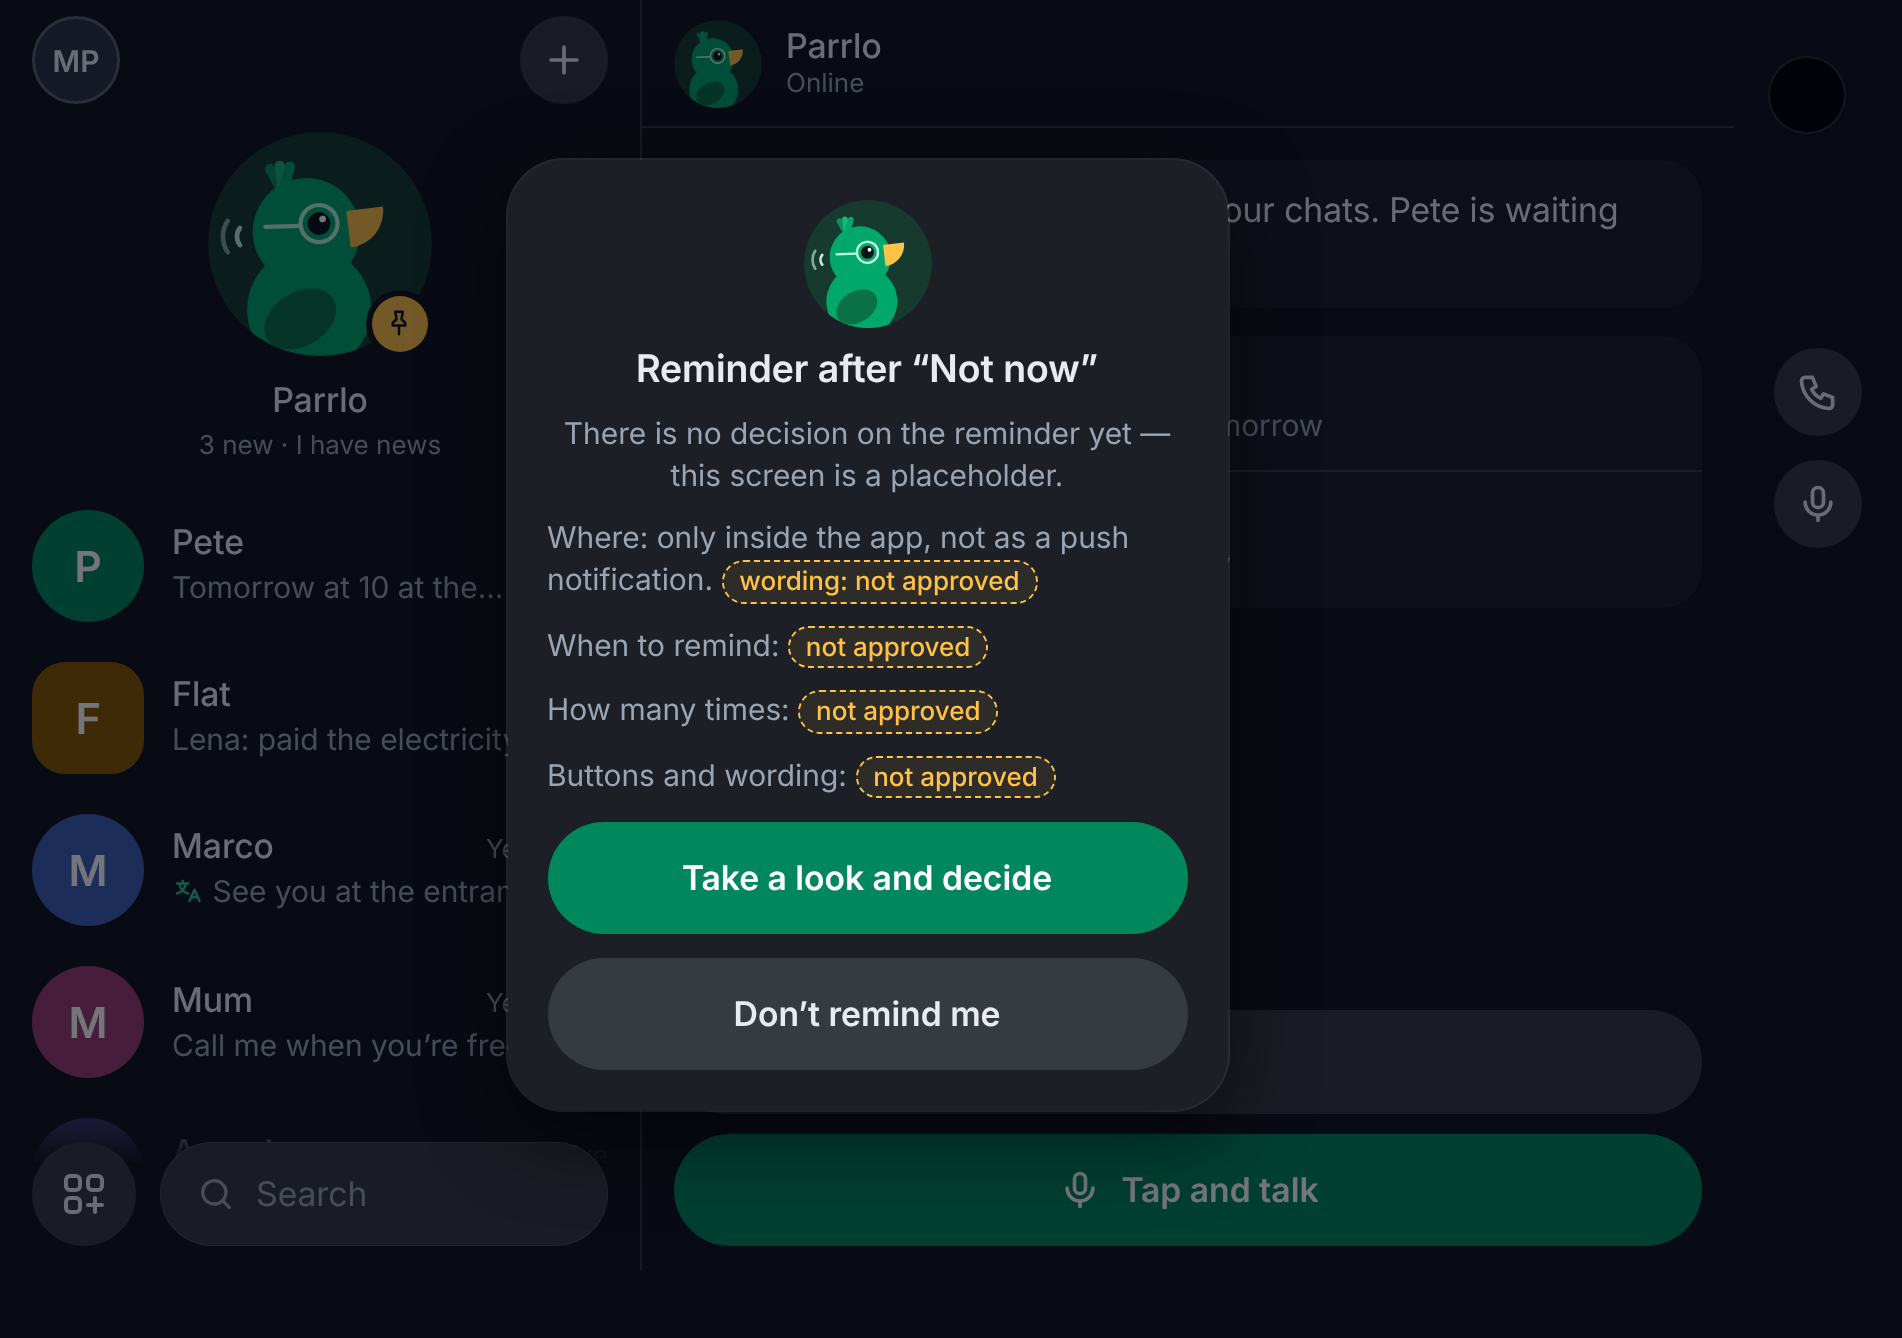 MP
Parrlo
3 new · I have news
P
Pete
Tomorrow at 10 at the...
F
Flat
Lena: paid the electricity
M
Marco
See you at the entran
M
Mum
Call me when you’re fre
Search
Parrlo
Online
our chats. Pete is waiting
morrow
Tap and talk
Reminder after “Not now”
There is no decision on the reminder yet —
this screen is a placeholder.
Where: only inside the app, not as a push
notification. wording: not approved
When to remind: not approved
How many times: not approved
Buttons and wording: not approved
Take a look and decide
Don’t remind me